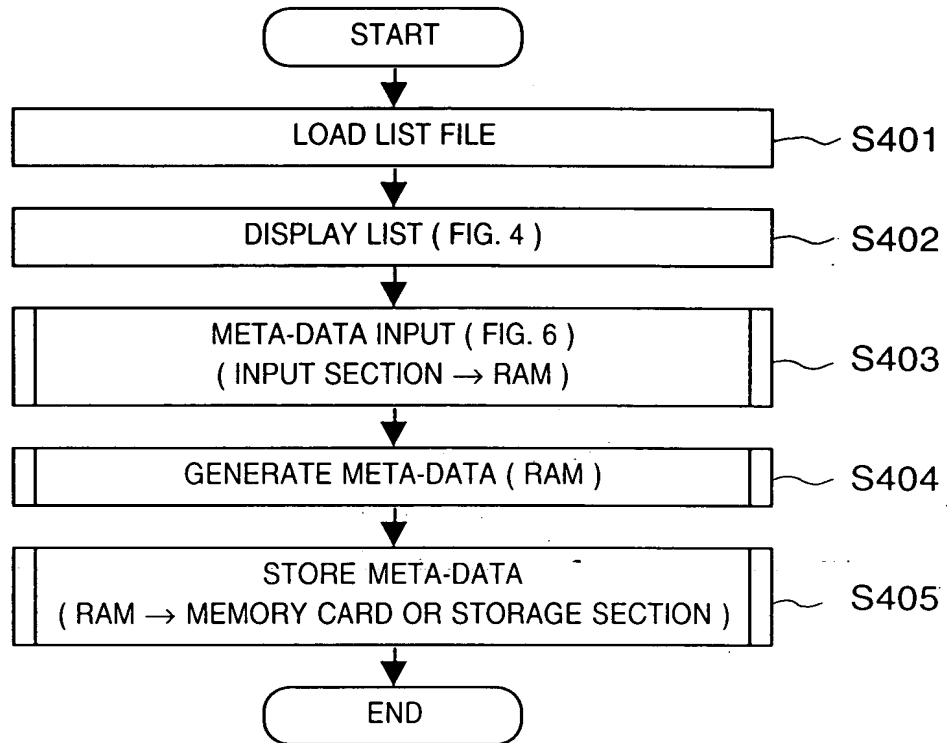 START
LOAD LIST FILE
S401
DISPLAY LIST ( FIG. 4 )
S402
META-DATA INPUT ( FIG. 6 )
( INPUT SECTION → RAM )
S403
GENERATE META-DATA ( RAM )
S404
STORE META-DATA
( RAM → MEMORY CARD OR STORAGE SECTION )
S405
END